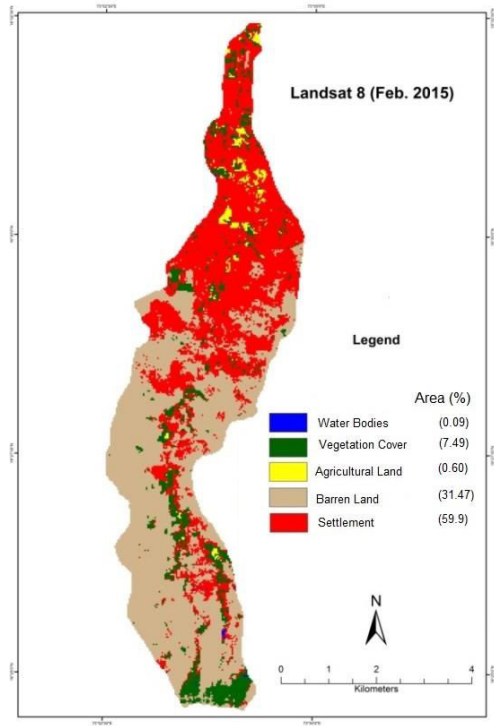 Landsat 8 (Feb. 2015)
Legend
Area (%)
Water Bodies (0.09)
Vegetation Cover (7.49)
Agricultural Land (0.60)
Barren Land (31.47)
Settlement (59.9)
N
0 1 2 4
Kilometers